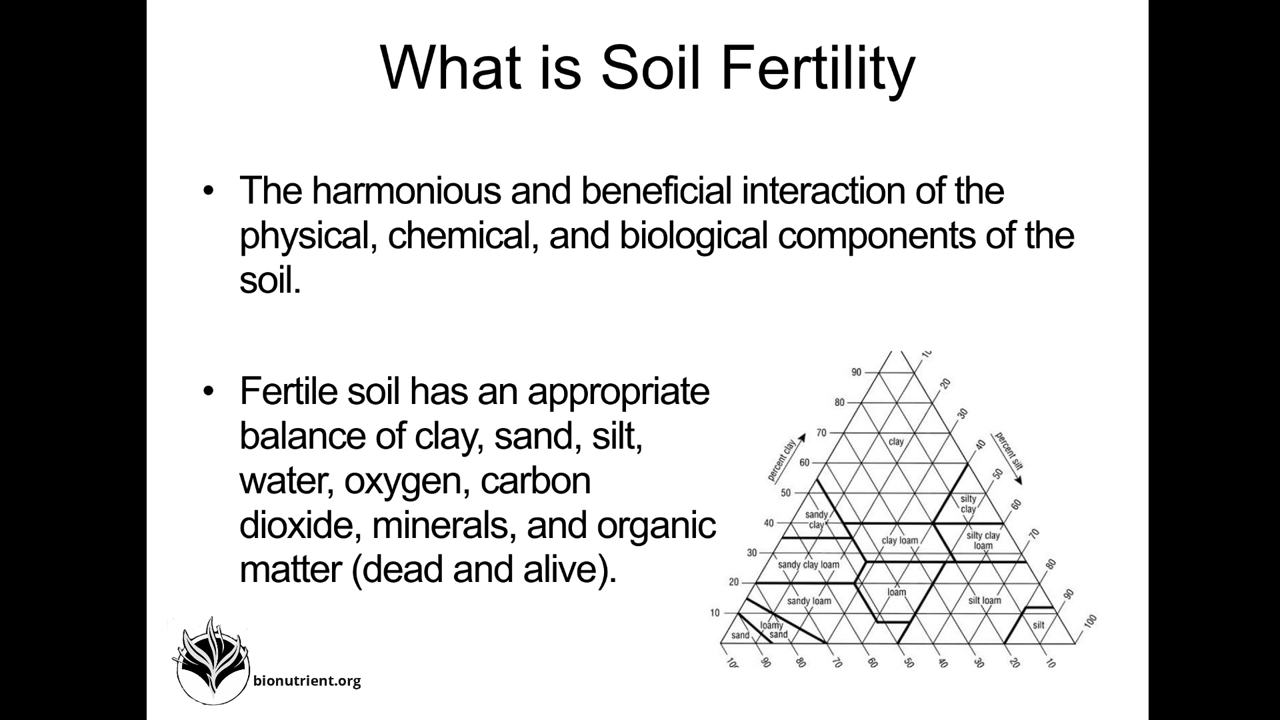 What is Soil Fertility
• The harmonious and beneficial interaction of the
physical, chemical, and biological components of the
soil.
• Fertile soil has an appropriate
balance of clay, sand, silt,
water, oxygen, carbon
dioxide, minerals, and organic
matter (dead and alive).
90
80
70
60
50
40
30
20
10
percent clay
20
30
40
50
60
70
80
90
100
percent silt
clay
silty
clay
sandy
clay
clay loam
silty clay
loam
sandy clay loam
loam
sandy loam
silt loam
silt
loamy
sand
sand
90
80
70
60
50
40
30
20
10
bionutrient.org